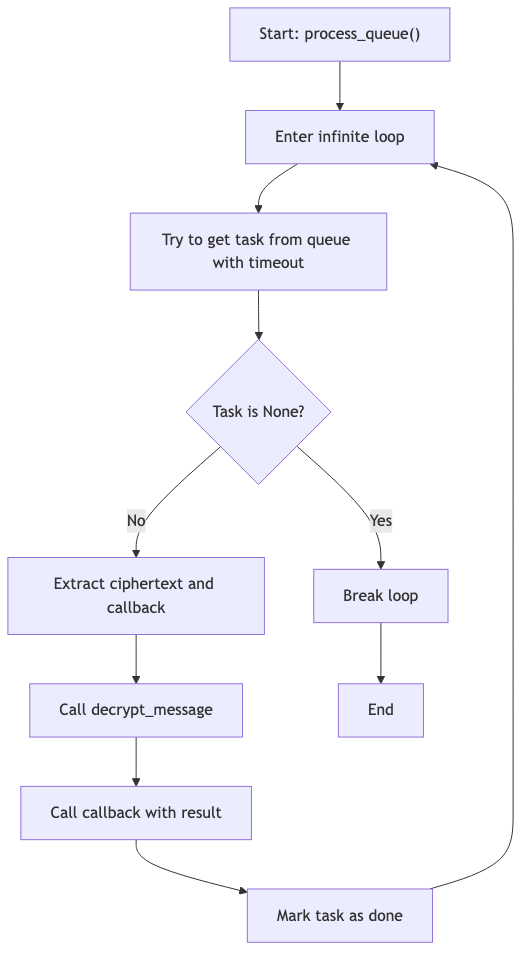 Start: process_queue()
Enter infinite loop
Try to get task from queue
with timeout
Task is None?
No
Yes
Extract ciphertext and
callback
Break loop
Call decrypt_message
End
Call callback with result
Mark task as done